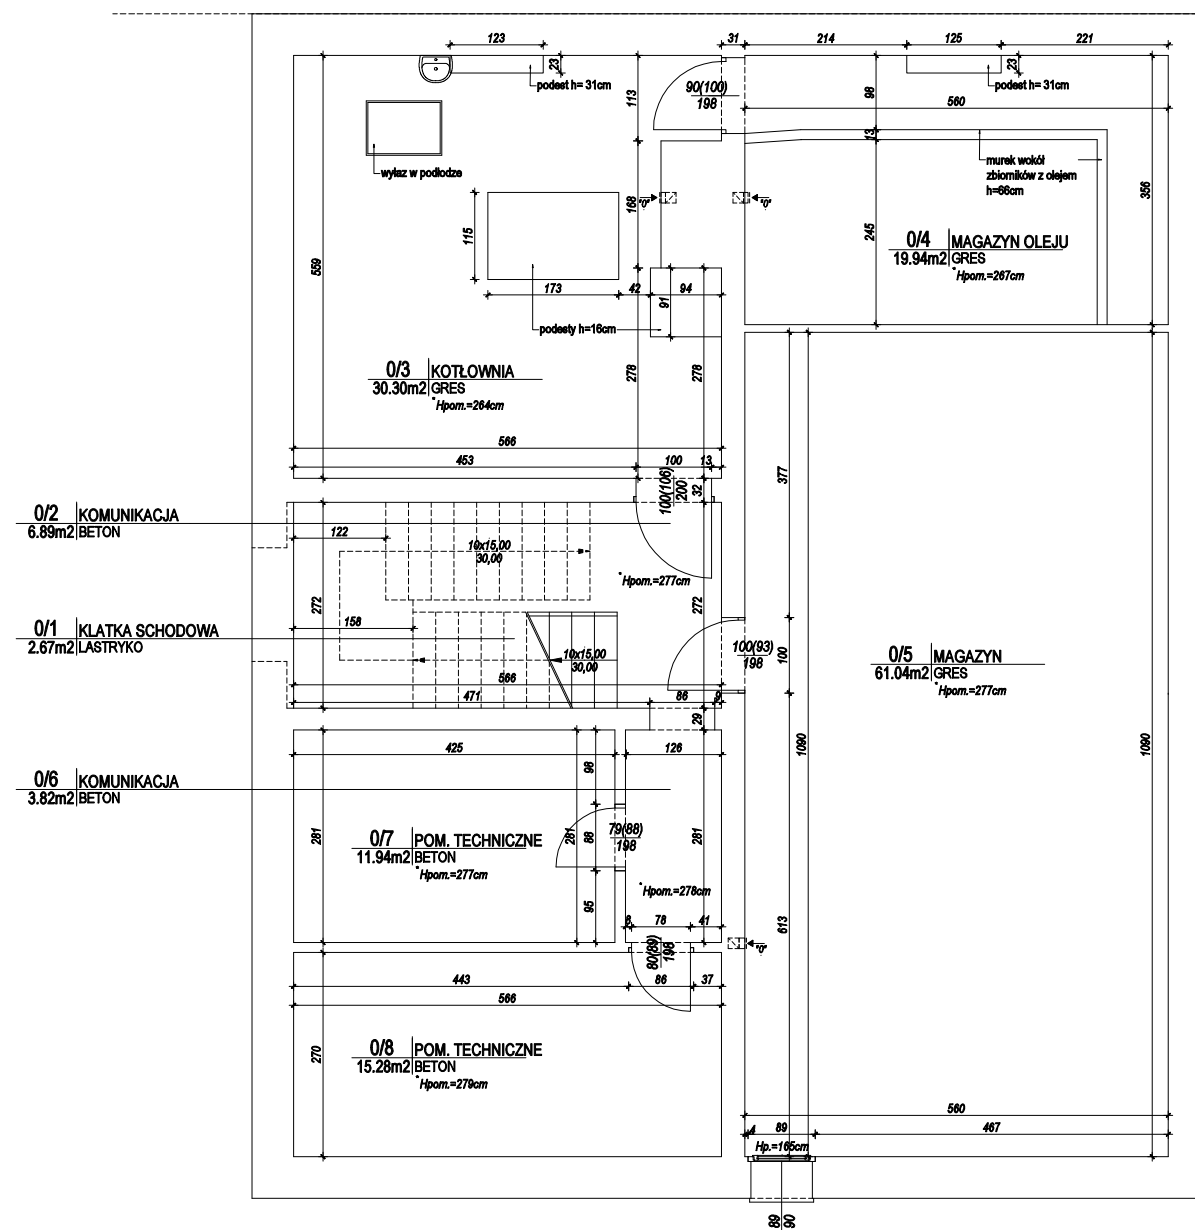 123
31
214
125
221
23
podest h= 31cm
90(100)
198
23
podest h= 31cm
560
113
98
13
murek wokół
zbiorników z olejem
h=66cm
356
wyłaz w podłodze
168
"0"
"0"
115
559
245
0/4 MAGAZYN OLEJU
19.94m2 GRES
Hpom.=267cm
173
42
94
91
podesty h=16cm
0/3 KOTŁOWNIA
30.30m2 GRES
Hpom.=264cm
278
278
566
453
100
13
377
100(106)
200
32
0/2 KOMUNIKACJA
6.89m2 BETON
122
10x15,00
30,00
Hpom.=277cm
272
272
158
0/1 KLATKA SCHODOWA
2.67m2 LASTRYKO
10x15,00
30,00
100(93)
198
100
0/5 MAGAZYN
61.04m2 GRES
Hpom.=277cm
566
471
86
9
29
425
126
1090
1090
98
0/6 KOMUNIKACJA
3.82m2 BETON
281
0/7 POM. TECHNICZNE
11.94m2 BETON
Hpom.=277cm
281
88
79(88)
198
281
Hpom.=278cm
95
8
78
41
613
80(89)
198
"0"
443
86
37
566
270
0/8 POM. TECHNICZNE
15.28m2 BETON
Hpom.=279cm
560
4
89
467
Hp.=165cm
89
90